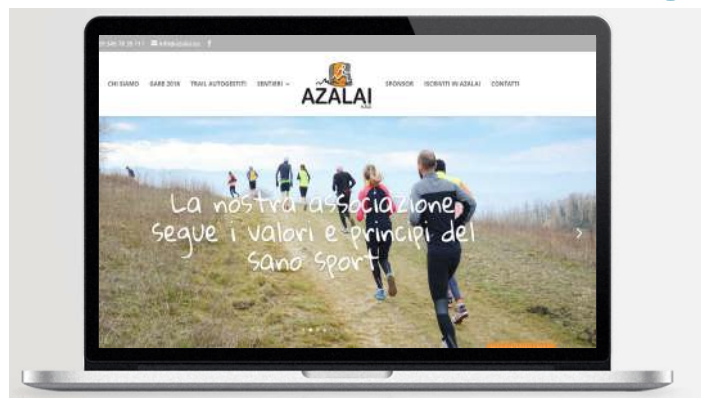 CHI SIAMO GARE 2018 TRAIL AUTOGESTITI SENTIERI SPONSOR ISCRIVITI IN AZALAI CONTATTI
AZALAI
La nostra associazione
segue i valori e principi del
sano sport